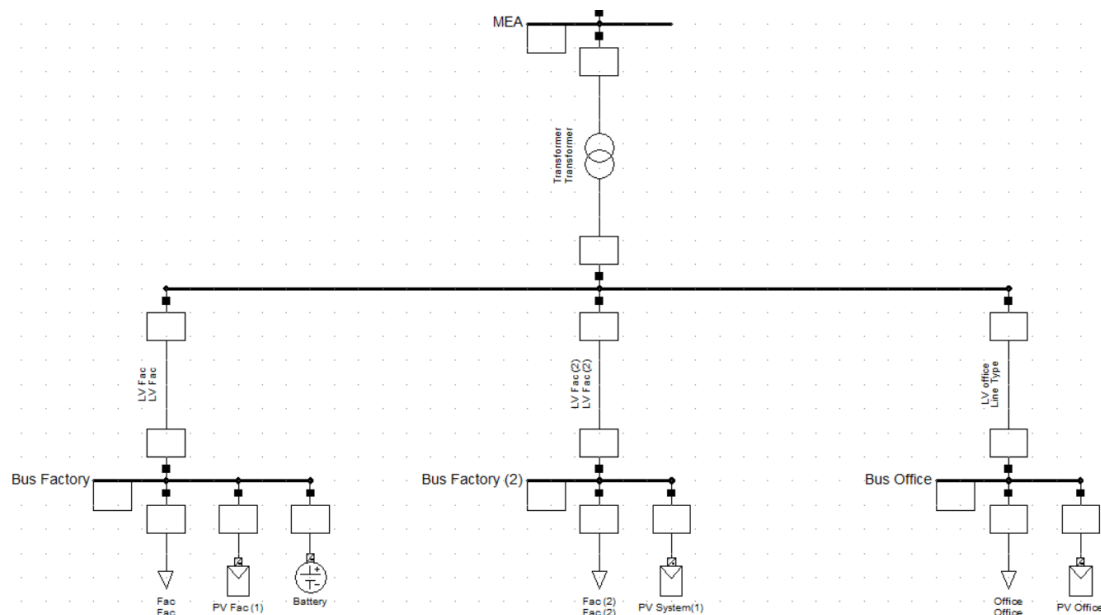 MEA
Transformer
Transformer
LV Fac
LV Fac
LV Fac (2)
LV Fac (2)
LV office
Line Type
Bus Factory
Bus Factory (2)
Bus Office
Fac
Fac
PV Fac (1)
Battery
Fac (2)
Fac (2)
PV System(1)
Office
Office
PV Office